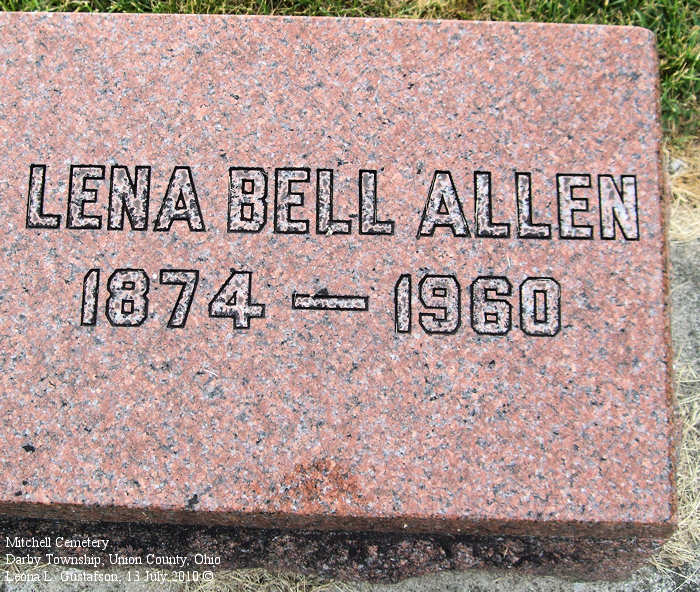 LENA BELL ALLEN
1874 — 1960
Mitchell Cemetery
Darby Township, Union County, Ohio
Leona L. Gustafson, 13 July 2010 ©